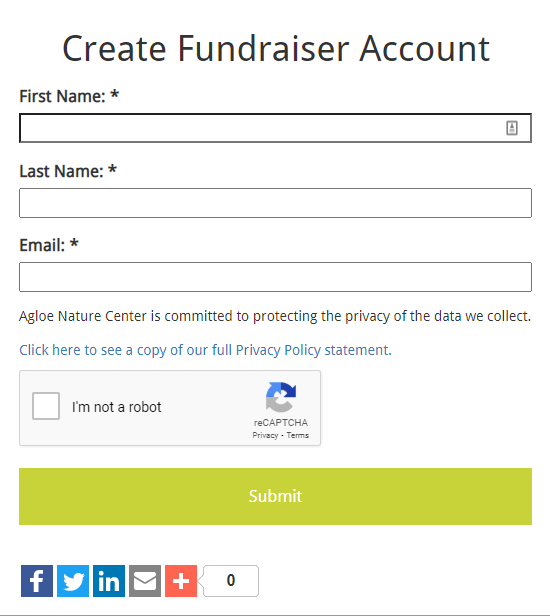 Create Fundraiser Account
First Name: *
Last Name: *
Email: *
Agloe Nature Center is committed to protecting the privacy of the data we collect.
Click here to see a copy of our full Privacy Policy statement.
I'm not a robot
reCAPTCHA
Privacy - Terms
Submit
f in + 0